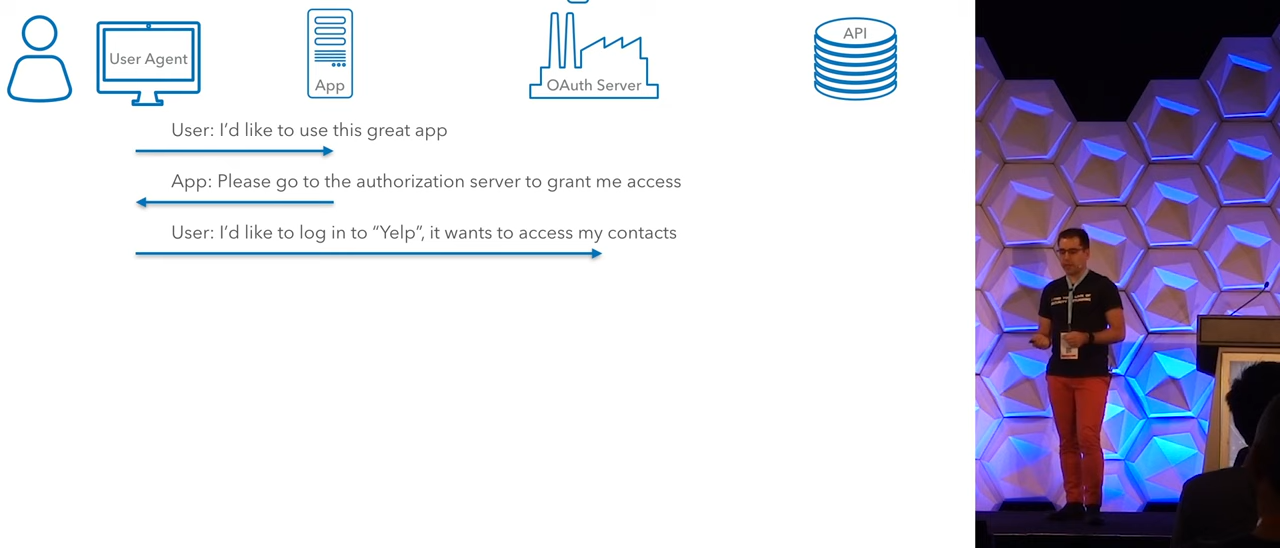 User Agent
App
OAuth Server
API
User: I’d like to use this great app
App: Please go to the authorization server to grant me access
User: I’d like to log in to “Yelp”, it wants to access my contacts